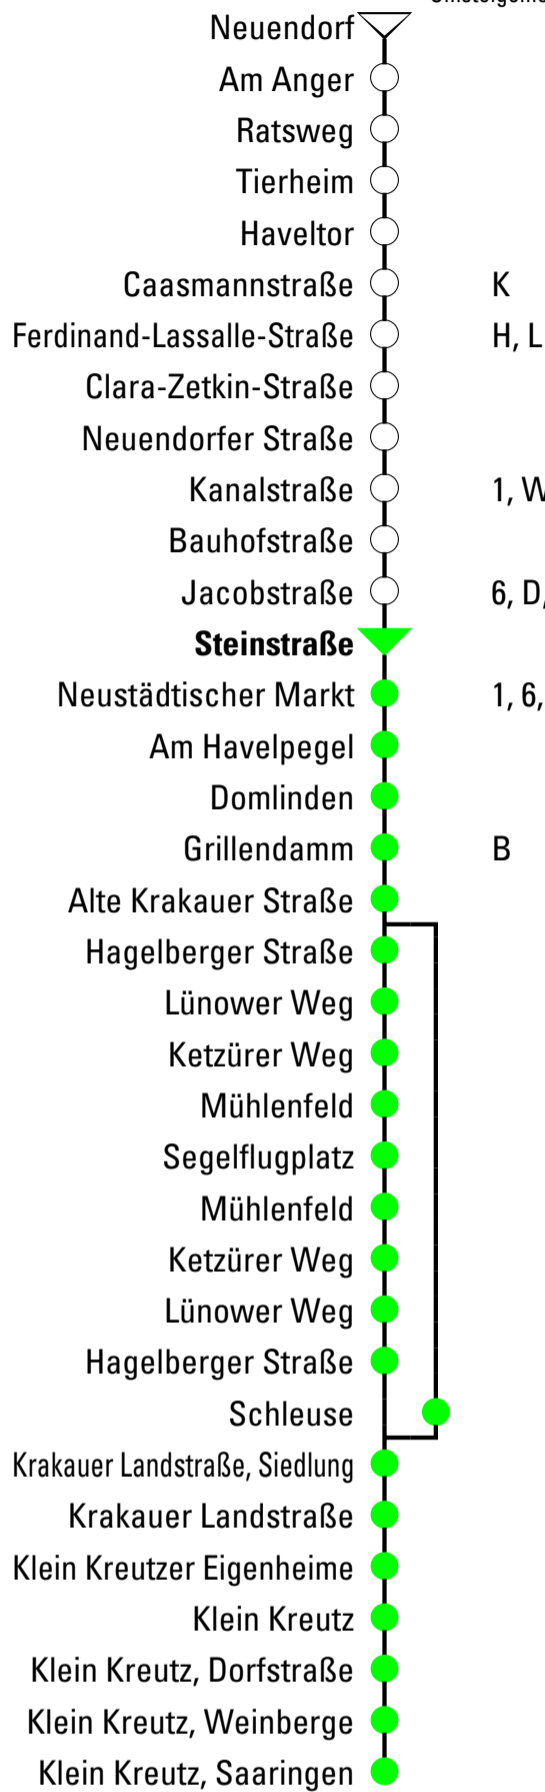 Neuendorf
Am Anger
Ratsweg
Tierheim
Haveltor
Caasmannstraße K
Ferdinand-Lassalle-Straße H, L
Clara-Zetkin-Straße
Neuendorfer Straße
Kanalstraße 1, W
Bauhofstraße
Jacobstraße 6, D,
Steinstraße
Neustädtischer Markt 1, 6,
Am Havelpegel
Domlinden
Grillendamm B
Alte Krakauer Straße
Hagelberger Straße
Lünower Weg
Ketzürer Weg
Mühlenfeld
Segelflugplatz
Mühlenfeld
Ketzürer Weg
Lünower Weg
Hagelberger Straße
Schleuse
Krakauer Landstraße, Siedlung
Krakauer Landstraße
Klein Kreutzer Eigenheime
Klein Kreutz
Klein Kreutz, Dorfstraße
Klein Kreutz, Weinberge
Klein Kreutz, Saaringen